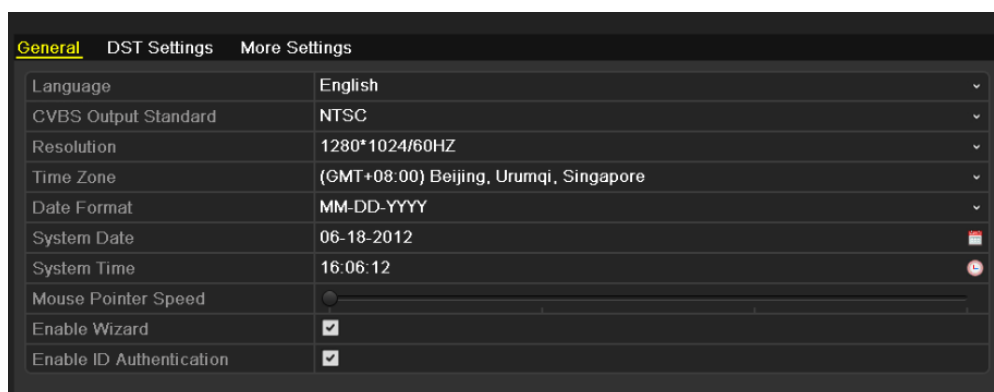 General DST Settings More Settings
Language English
CVBS Output Standard NTSC
Resolution 1280*1024/60HZ
Time Zone (GMT+08:00) Beijing, Urumqi, Singapore
Date Format MM-DD-YYYY
System Date 06-18-2012
System Time 16:06:12
Mouse Pointer Speed
Enable Wizard
Enable ID Authentication